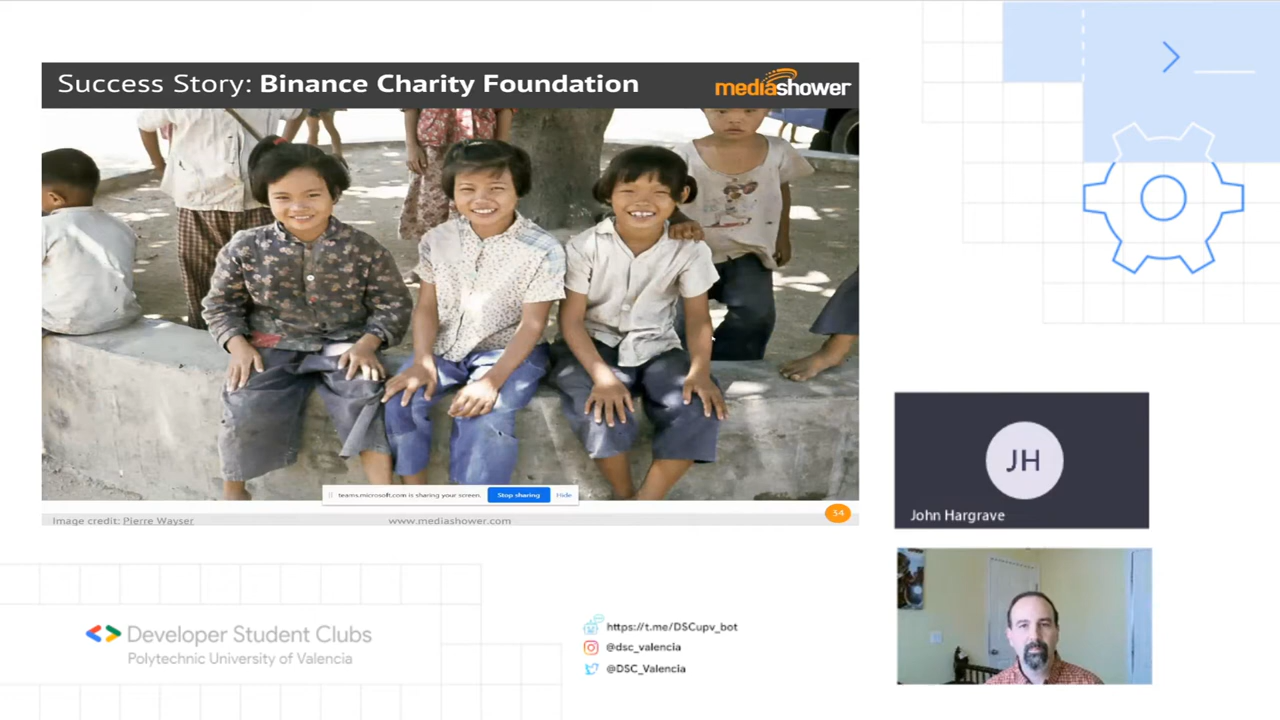 Success Story: Binance Charity Foundation
mediashower
teams.microsoft.com is sharing your screen.
Stop sharing
Hide
Image credit: Pierre Wayser
www.mediashower.com
34
JH
John Hargrave
Developer Student Clubs
Polytechnic University of Valencia
https://t.me/DSCupv_bot
@dsc_valencia
@DSC_Valencia